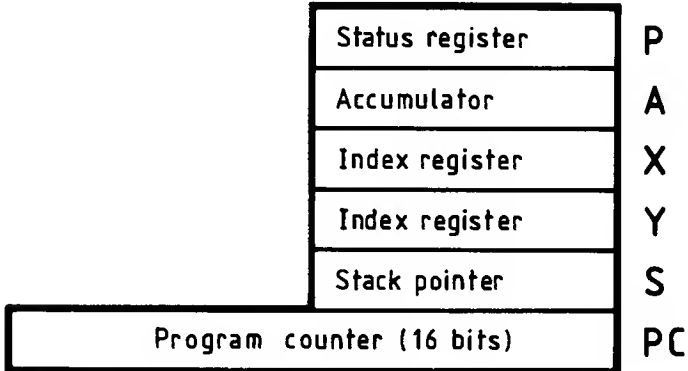 Status register P
Accumulator A
Index register X
Index register Y
Stack pointer S
Program counter (16 bits) PC